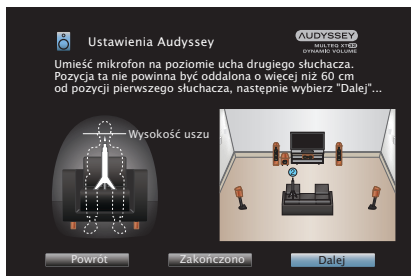 Ustawienia Audyssey
AUDYSSEY
MULTEQ XT32
DYNAMIC VOLUME
Umieść mikrofon na poziomie ucha drugiego słuchacza.
Pozycja ta nie powinna być oddalona o więcej niż 60 cm
od pozycji pierwszego słuchacza, następnie wybierz "Dalej"...
Wysokość uszu
2
Powrót
Zakończono
Dalej